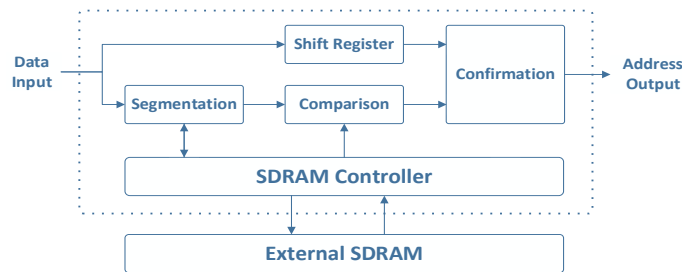 Data
Input
Shift Register
Segmentation
Comparison
Confirmation
Address
Output
SDRAM Controller
External SDRAM